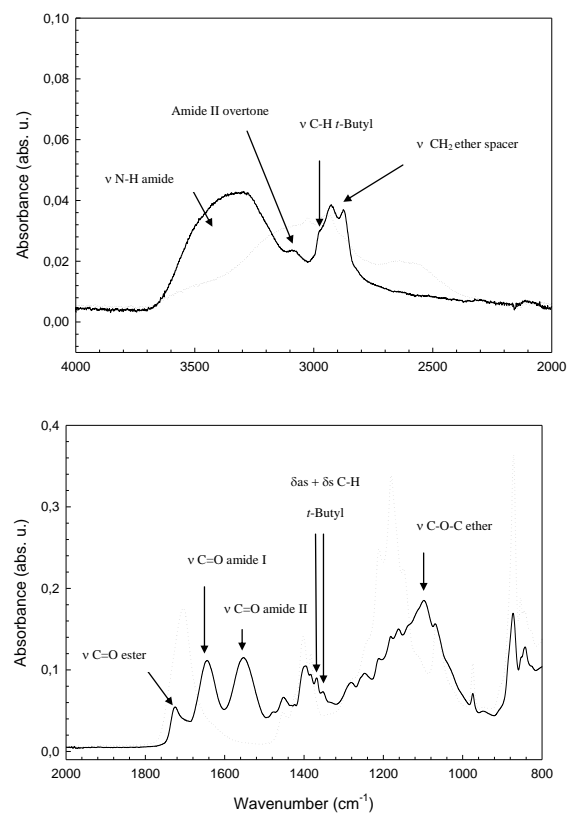 0,10
0,08
0,06
0,04
0,02
0,00
Absorbance (abs. u.)
Amide II overtone
ν C-H t-Butyl
ν CH₂ ether spacer
ν N-H amide
4000 3500 3000 2500 2000
0,4
0,3
0,2
0,1
0,0
Absorbance (abs. u.)
δas + δs C-H
t-Butyl
ν C-O-C ether
ν C=O amide I
ν C=O amide II
ν C=O ester
2000 1800 1600 1400 1200 1000 800
Wavenumber (cm⁻¹)